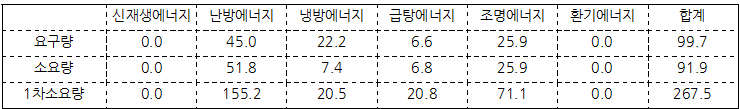 신재생에너지 난방에너지 냉방에너지 급탕에너지 조명에너지 환기에너지 합계
요구량 0.0 45.0 22.2 6.6 25.9 0.0 99.7
소요량 0.0 51.8 7.4 6.8 25.9 0.0 91.9
1차소요량 0.0 155.2 20.5 20.8 71.1 0.0 267.5